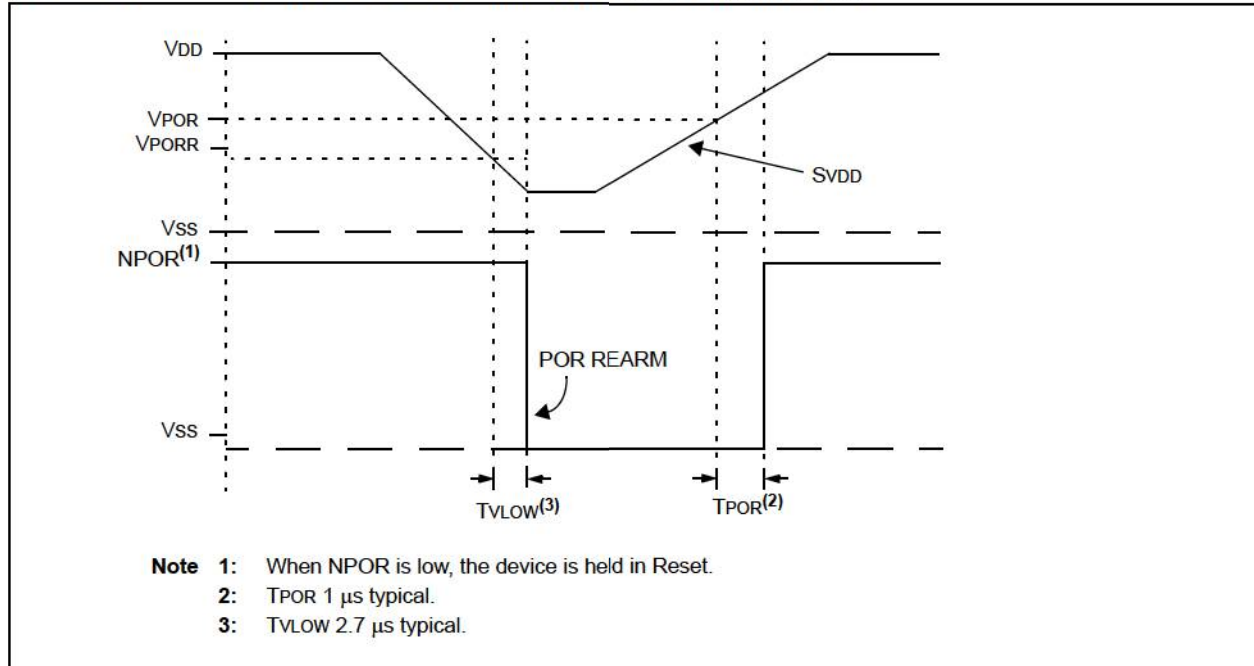 VDD
VPOR
VPORR
SVDD
VSS
NPOR(1)
POR REARM
VSS
TVLOW(3)
TPOR(2)
Note 1: When NPOR is low, the device is held in Reset.
2: TPOR 1 μs typical.
3: TVLOW 2.7 μs typical.